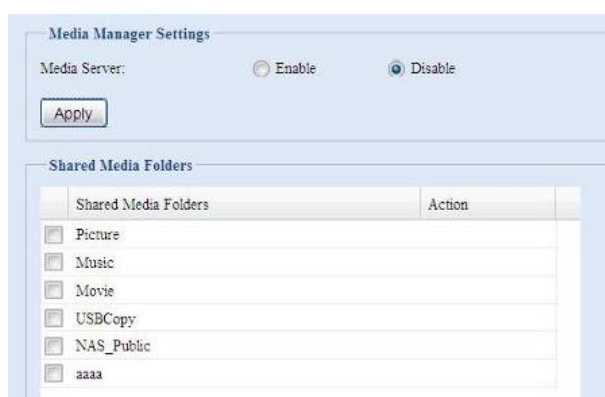 Media Manager Settings
Media Server: Enable Disable
Apply
Shared Media Folders
Shared Media Folders Action
Picture
Music
Movie
USBCopy
NAS_Public
aaaa